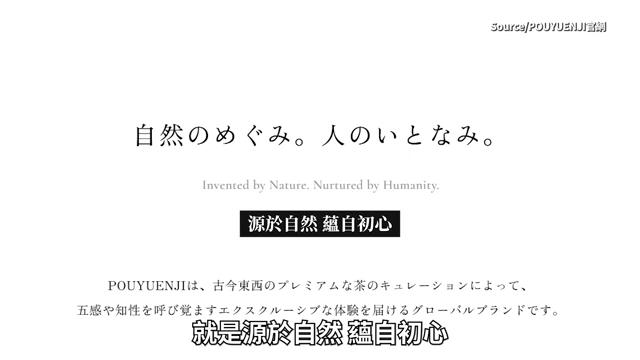 Source/POUYUENJI官網
自然のめぐみ。人のいとなみ。
Invented by Nature. Nurtured by Humanity.
源於自然 蘊自初心
POUYUENJIは、古今東西のプレミアムな茶のキュレーションによって、
五感や知性を呼び覚ますエクスクルーシブな体験を届けるグローバルブランドです。
就是源於自然 蘊自初心